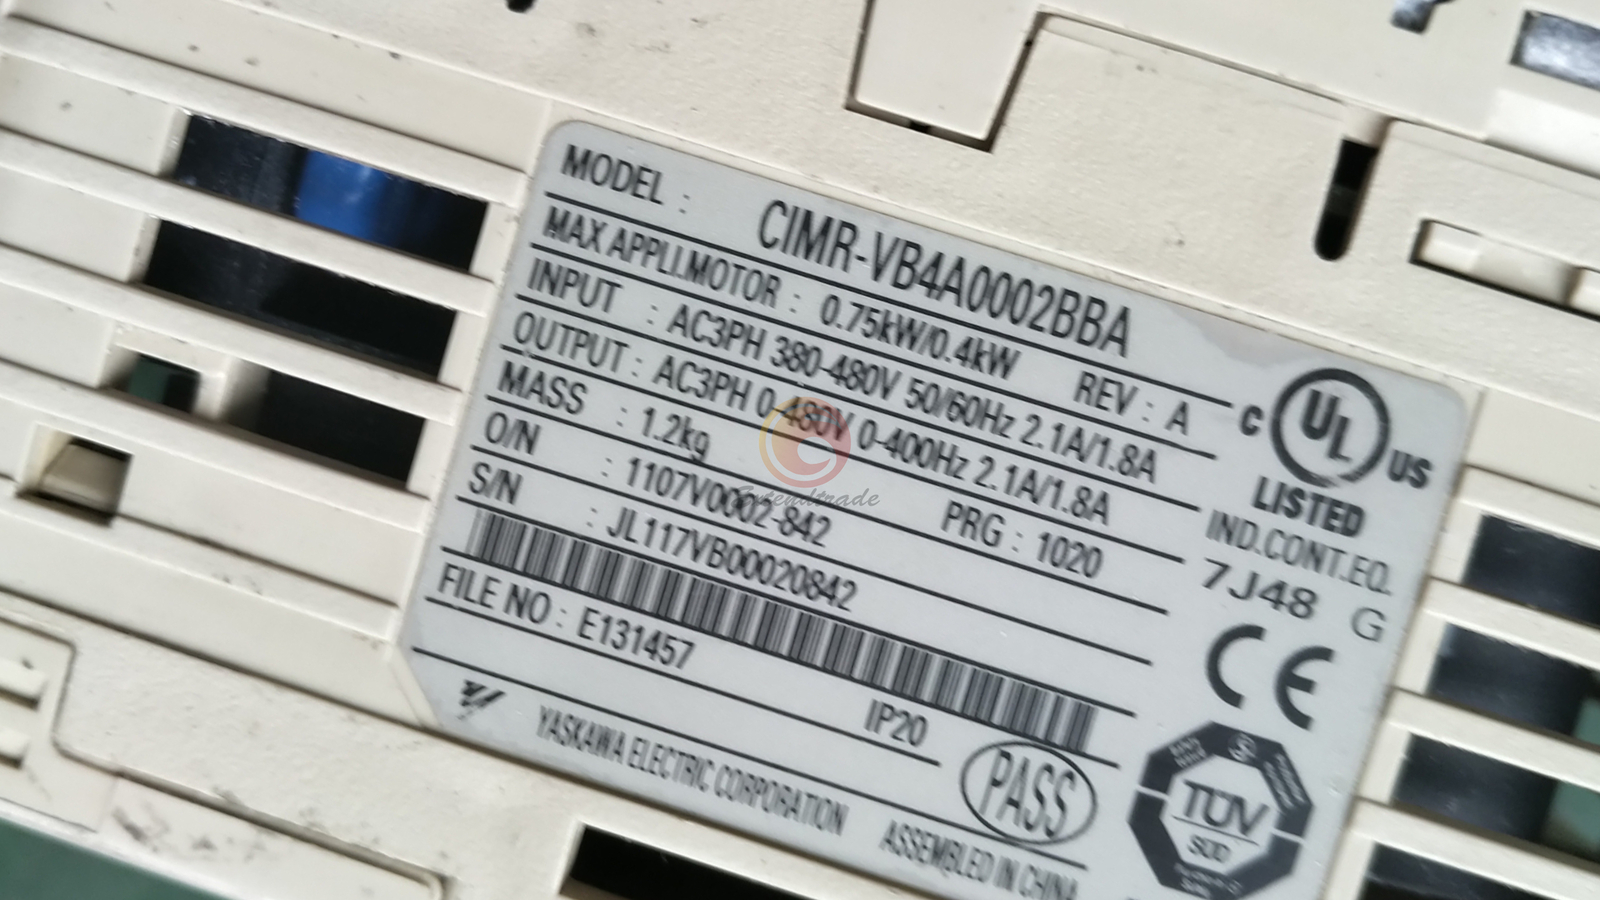 MODEL : CIMR-VB4A0002BBA
MAX APPLI.MOTOR : 0.75kW/0.4kW REV : A
INPUT : AC3PH 380-480V 50/60Hz 2.1A/1.8A
OUTPUT : AC3PH 0-480V 0-400Hz 2.1A/1.8A
MASS : 1.2kg PRG : 1020
O/N : 1107V0002-842
S/N : JL117VB00020842
FILE NO : E131457
IP20
YASKAWA ELECTRIC CORPORATION
ASSEMBLED IN CHINA
PASS
C UL US
LISTED
IND.CONT.EQ.
7J48 G
CE
TÜV
SÜD